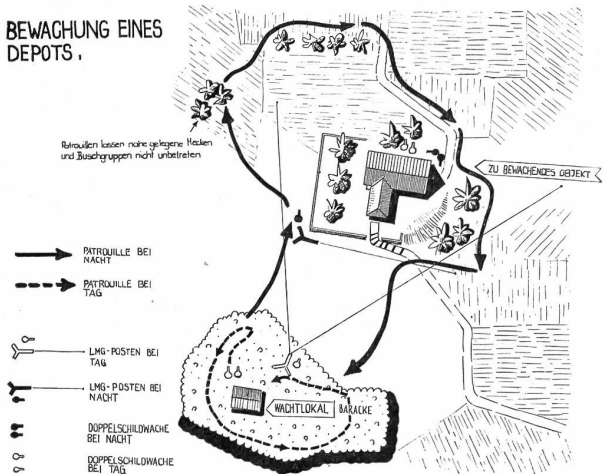 BEWACHUNG EINES
DEPOTS.
Patrouillen lassen nahe gelegene Hecken
und Buschgruppen nicht unbetreten
ZU BEWACHENDES OBJEKT
PATROUILLE BEI
NACHT
PATROUILLE BEI
TAG
LMG-POSTEN BEI
TAG
LMG-POSTEN BEI
NACHT
DOPPELSCHILDWACHE
BEI NACHT
DOPPELSCHILDWACHE
BEI TAG
WACHTLOKAL BARACKE